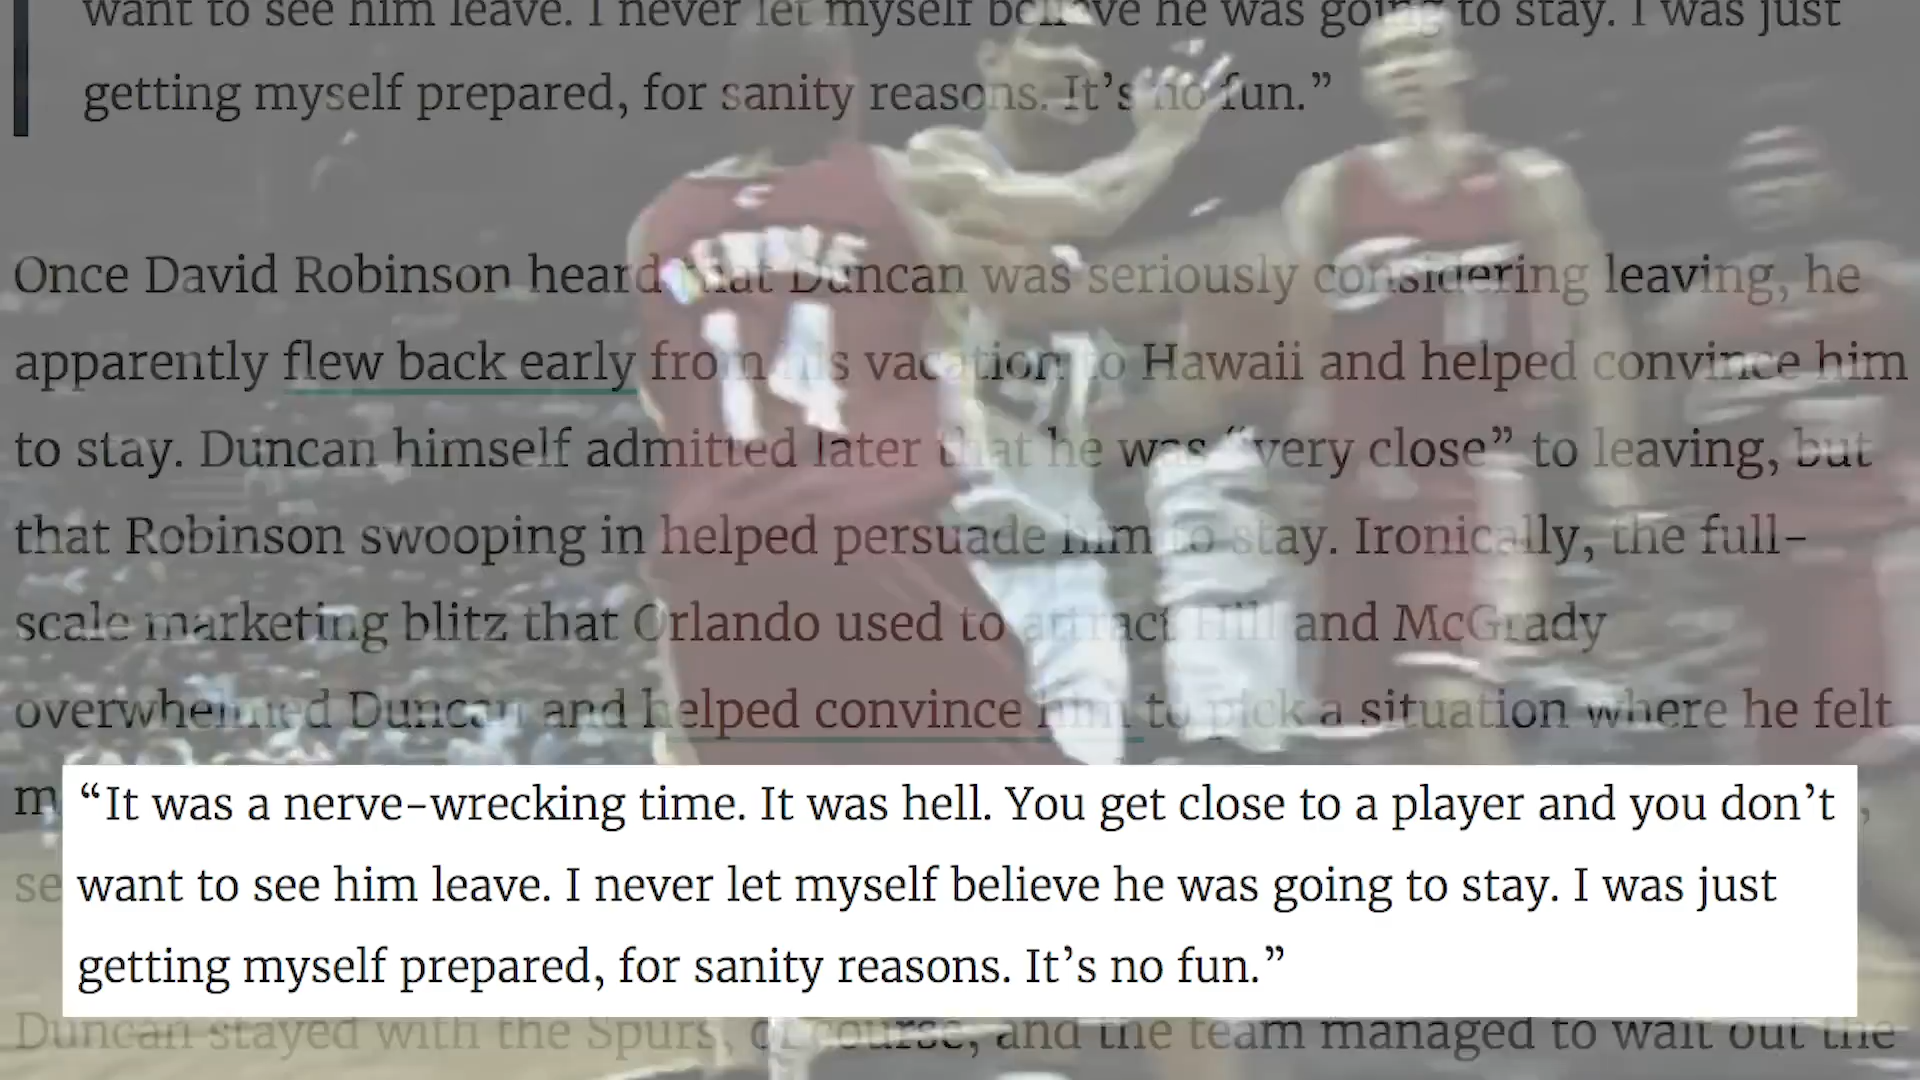 want to see him leave. I never let myself believe he was going to stay. I was just
getting myself prepared, for sanity reasons. It's no fun.”
Once David Robinson heard that Duncan was seriously considering leaving, he
apparently flew back early from his vacation to Hawaii and helped convince him
to stay. Duncan himself admitted later that he was “very close” to leaving, but
that Robinson swooping in helped persuade him to stay. Ironically, the full-
scale marketing blitz that Orlando used to attract Hill and McGrady
overwhelmed Duncan and helped convince him to pick a situation where he felt
“It was a nerve-wrecking time. It was hell. You get close to a player and you don’t
want to see him leave. I never let myself believe he was going to stay. I was just
getting myself prepared, for sanity reasons. It’s no fun.”
Duncan stayed with the Spurs, of course, and the team managed to wait out the
NEWBLE
14
21